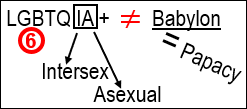 LGBTQIA+ ≠ Babylon
6 = Papacy
Intersex
Asexual